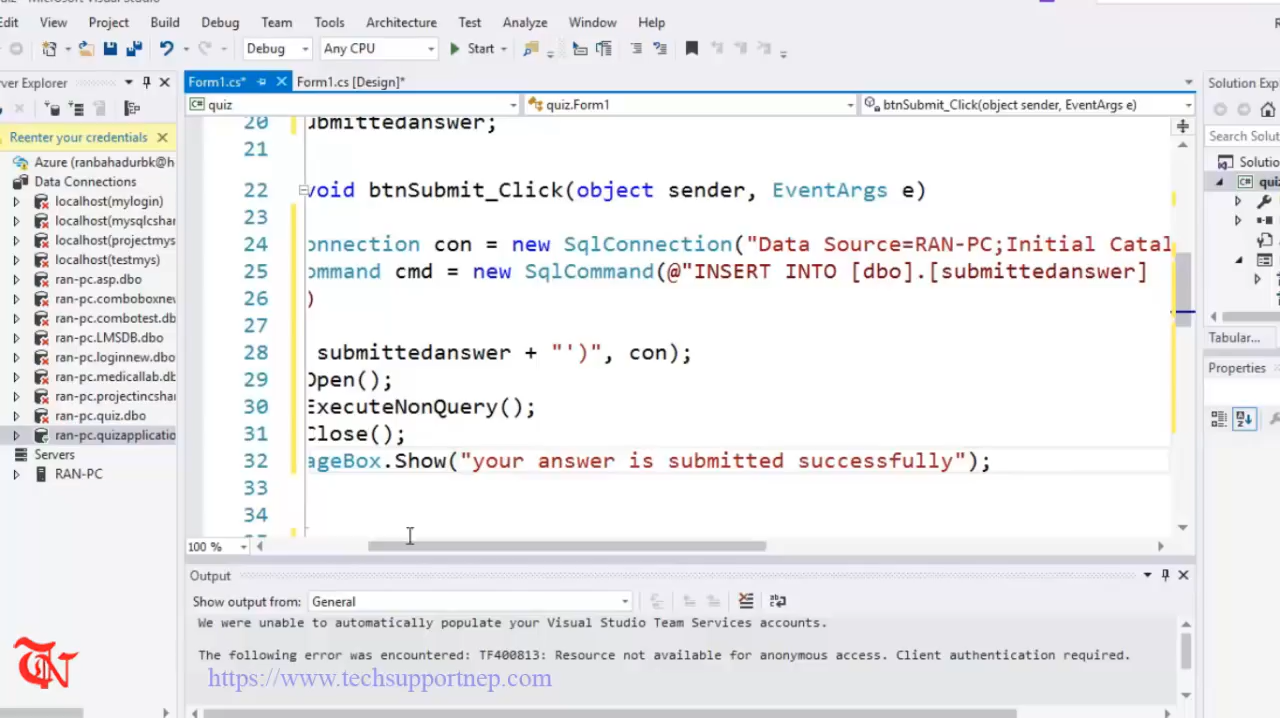 Edit View Project Build Debug Team Tools Architecture Test Analyze Window Help
Debug Any CPU Start
Server Explorer
Form1.cs* Form1.cs [Design]*
Solution Explorer
quiz quiz.Form1 btnSubmit_Click(object sender, EventArgs e)
Reenter your credentials
Azure (ranbahadurbk@h
Data Connections
localhost(mylogin)
localhost(mysqlcshar
localhost(projectmys
localhost(testmys)
ran-pc.asp.dbo
ran-pc.comboboxnew
ran-pc.combotest.db
ran-pc.LMSDB.dbo
ran-pc.loginnew.dbo
ran-pc.medicallab.db
ran-pc.projectincshar
ran-pc.quiz.dbo
ran-pc.quizapplicatio
Servers
RAN-PC
20 ubmittedanswer;
21
22 void btnSubmit_Click(object sender, EventArgs e)
23
24 onnection con = new SqlConnection("Data Source=RAN-PC;Initial Catal
25 ommand cmd = new SqlCommand(@"INSERT INTO [dbo].[submittedanswer]
26 )
27
28 submittedanswer + "')", con);
29 Open();
30 ExecuteNonQuery();
31 Close();
32 ageBox.Show("your answer is submitted successfully");
33
34
100 %
Search Soluti
Solutio
quiz
Tabular...
Properties
Output
Show output from: General
We were unable to automatically populate your Visual Studio Team Services accounts.
The following error was encountered: TF400813: Resource not available for anonymous access. Client authentication required.
https://www.techsupportnep.com